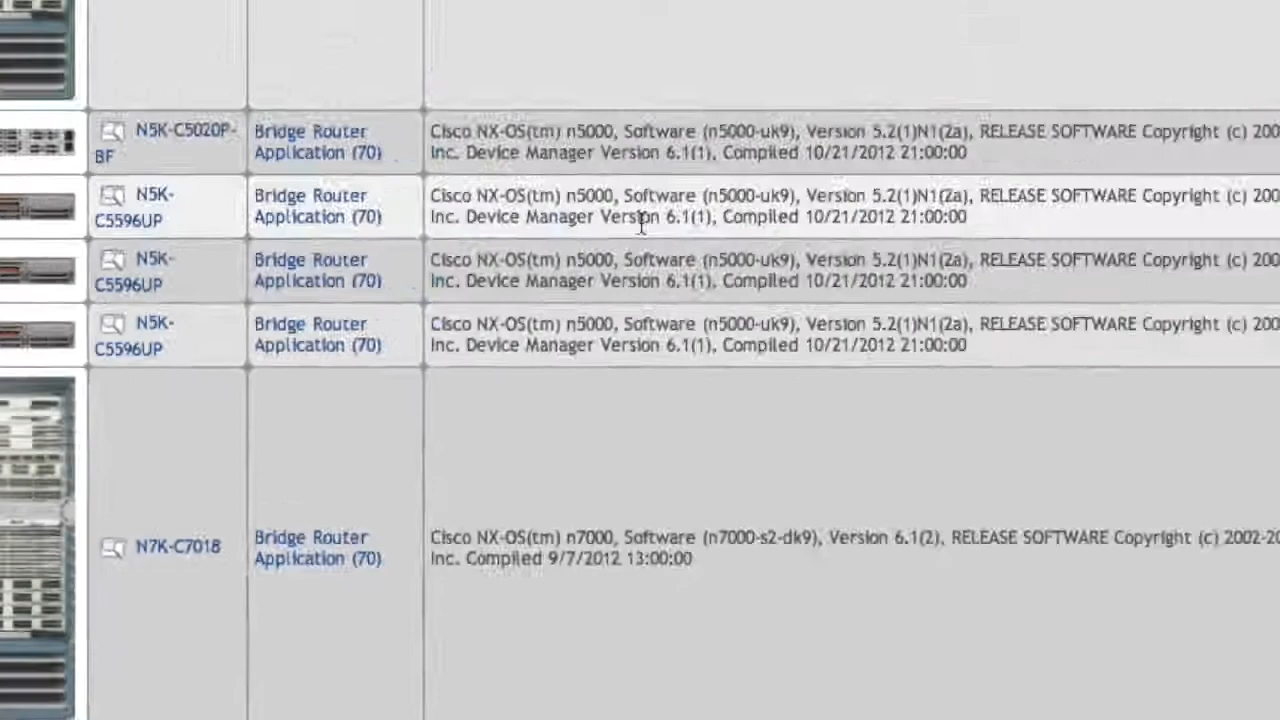 N5K-C5020P-
BF
Bridge Router
Application (70)
Cisco NX-OS(tm) n5000, Software (n5000-uk9), Version 5.2(1)N1(2a), RELEASE SOFTWARE Copyright (c) 200
Inc. Device Manager Version 6.1(1), Compiled 10/21/2012 21:00:00
N5K-
C5596UP
Bridge Router
Application (70)
Cisco NX-OS(tm) n5000, Software (n5000-uk9), Version 5.2(1)N1(2a), RELEASE SOFTWARE Copyright (c) 200
Inc. Device Manager Version 6.1(1), Compiled 10/21/2012 21:00:00
N5K-
C5596UP
Bridge Router
Application (70)
Cisco NX-OS(tm) n5000, Software (n5000-uk9), Version 5.2(1)N1(2a), RELEASE SOFTWARE Copyright (c) 200
Inc. Device Manager Version 6.1(1), Compiled 10/21/2012 21:00:00
N5K-
C5596UP
Bridge Router
Application (70)
Cisco NX-OS(tm) n5000, Software (n5000-uk9), Version 5.2(1)N1(2a), RELEASE SOFTWARE Copyright (c) 200
Inc. Device Manager Version 6.1(1), Compiled 10/21/2012 21:00:00
N7K-C7018
Bridge Router
Application (70)
Cisco NX-OS(tm) n7000, Software (n7000-s2-dk9), Version 6.1(2), RELEASE SOFTWARE Copyright (c) 2002-20
Inc. Compiled 9/7/2012 13:00:00